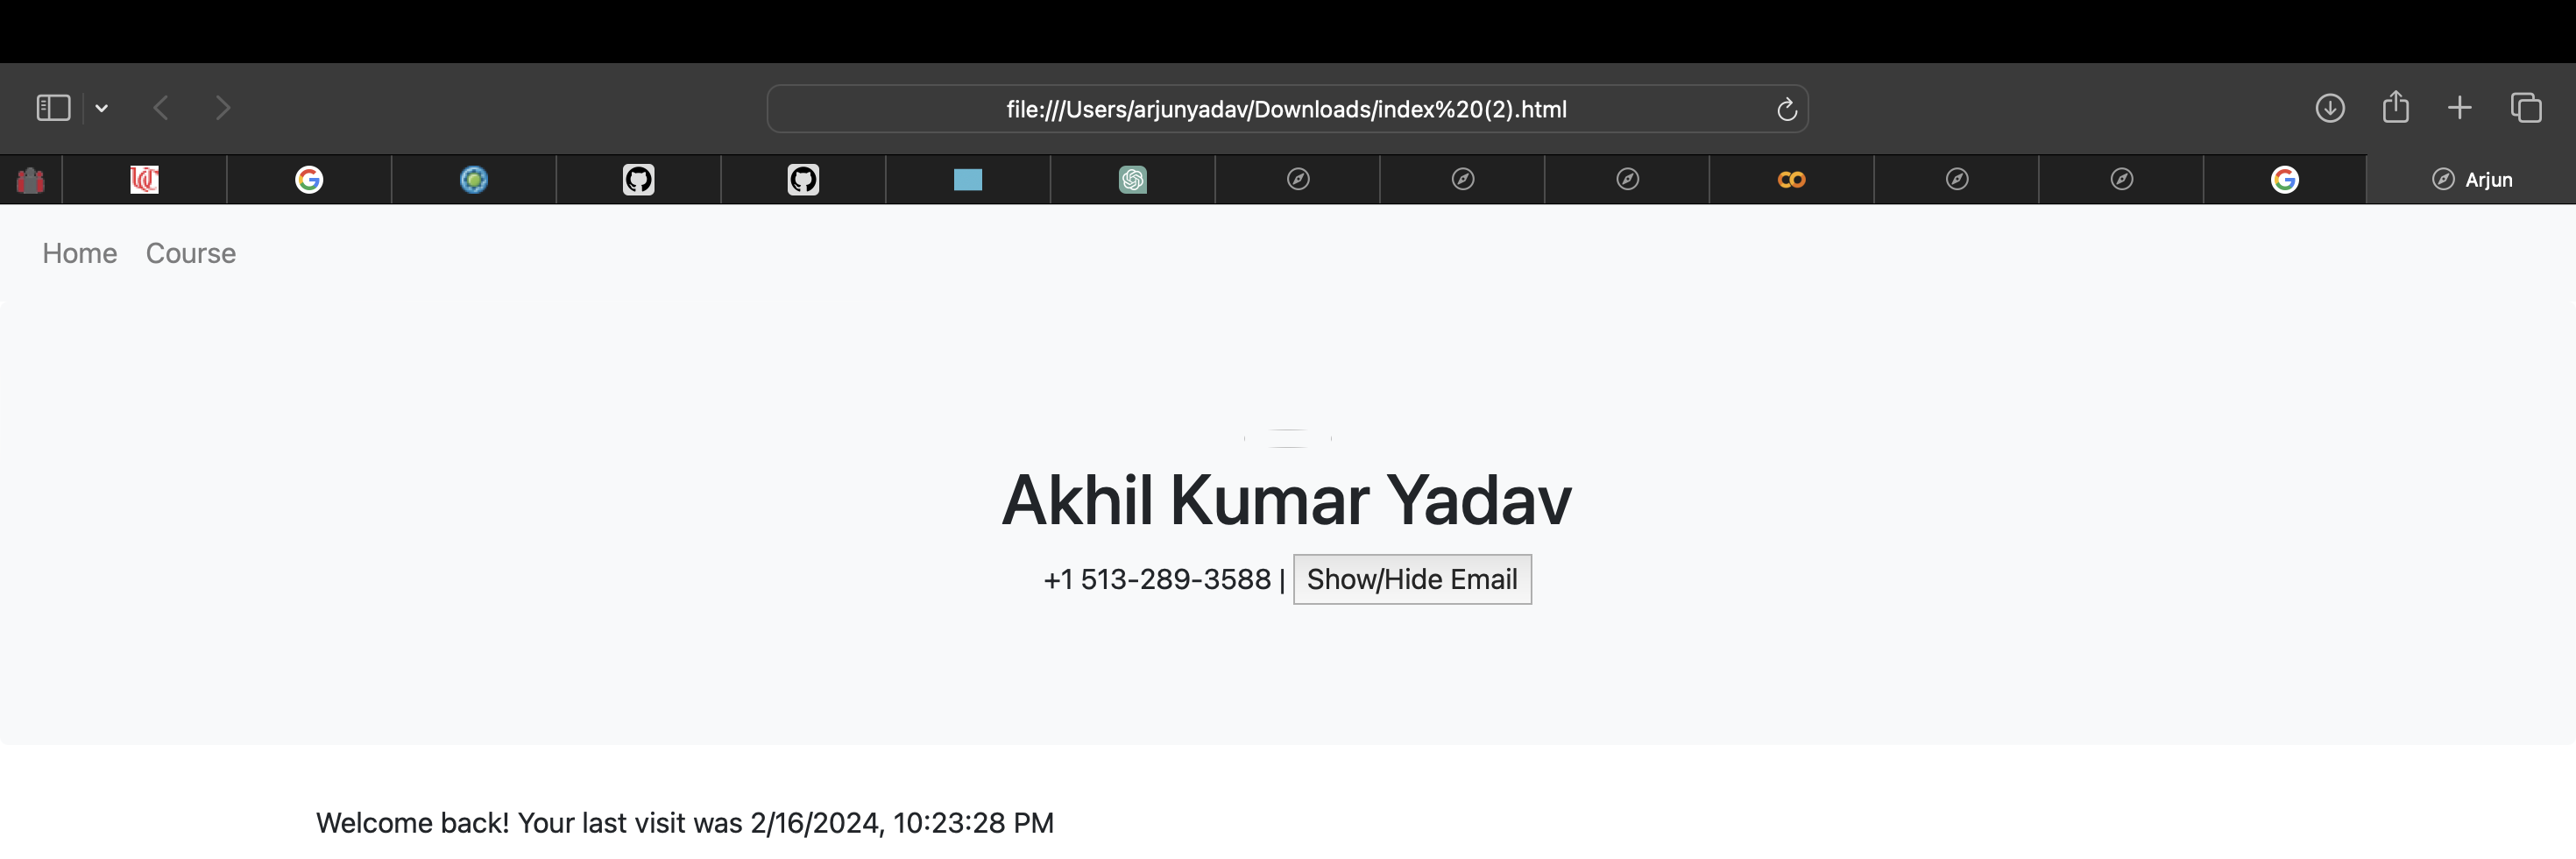 file:///Users/arjunyadav/Downloads/index%20(2).html
UC
Arjun
Home Course
Akhil Kumar Yadav
+1 513-289-3588 | Show/Hide Email
Welcome back! Your last visit was 2/16/2024, 10:23:28 PM